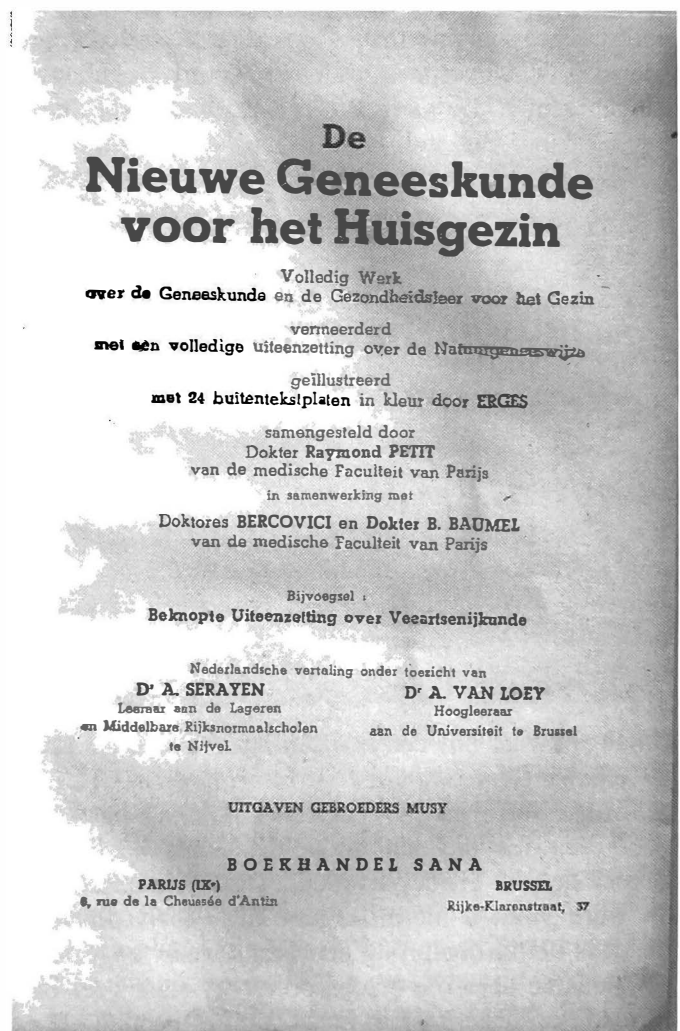 De
Nieuwe Geneeskunde
voor het Huisgezin
Volledig Werk
over de Geneeskunde en de Gezondheidsleer voor het Gezin
vermeerderd
met een volledige uiteenzetting over de Natuurgeneeswijze
geïllustreerd
met 24 buitentekstplaten in kleur door ERGES
samengesteld door
Dokter Raymond PETIT
van de medische Faculteit van Parijs
in samenwerking met
Doktores BERCOVICI en Dokter B. BAUMEL
van de medische Faculteit van Parijs
Bijvoegsel :
Beknopte Uiteenzetting over Veeartsenijkunde
Nederlandsche vertaling onder toezicht van
Dr A. SERAYEN
Leeraar aan de Lageren
en Middelbare Rijksnormaalscholen
te Nijvel.
Dr A. VAN LOEY
Hoogleeraar
aan de Universiteit te Brussel
UITGAVEN GEBROEDERS MUSY
BOEKHANDEL SANA
PARIJS (IXe)
6, rue de la Chaussée d'Antin
BRUSSEL
Rijke-Klarenstraat, 37